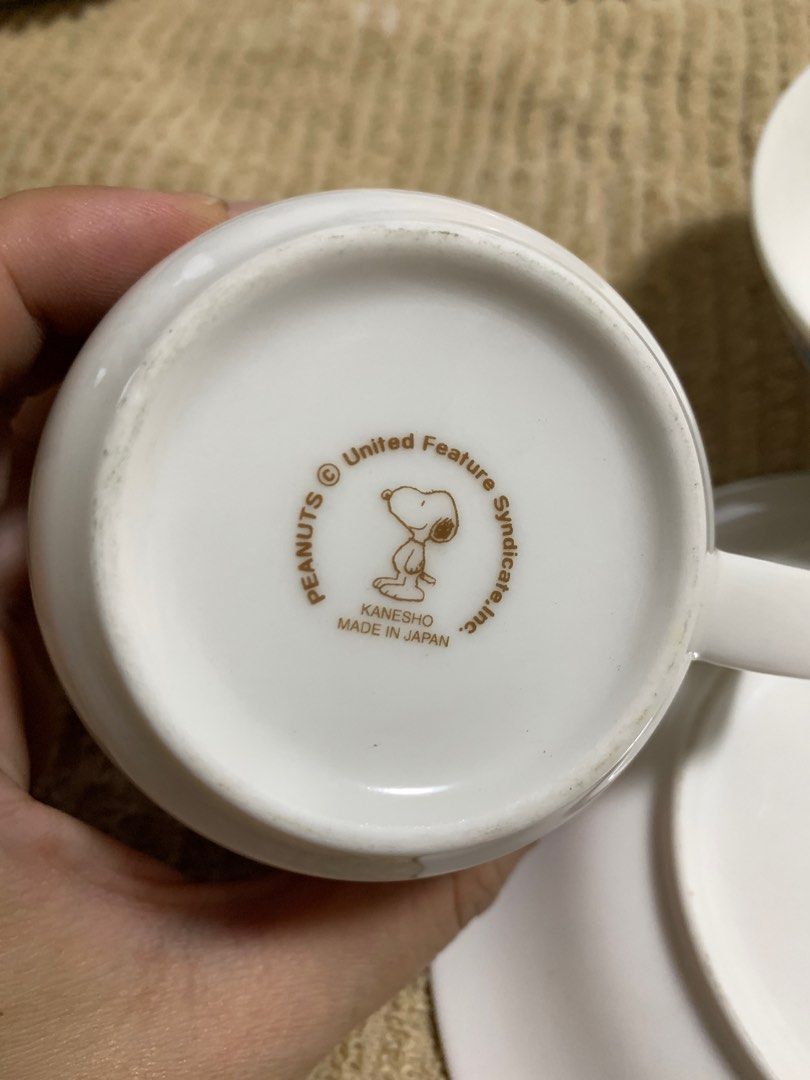 PEANUTS © United Feature Syndicate,Inc.
KANESHO
MADE IN JAPAN